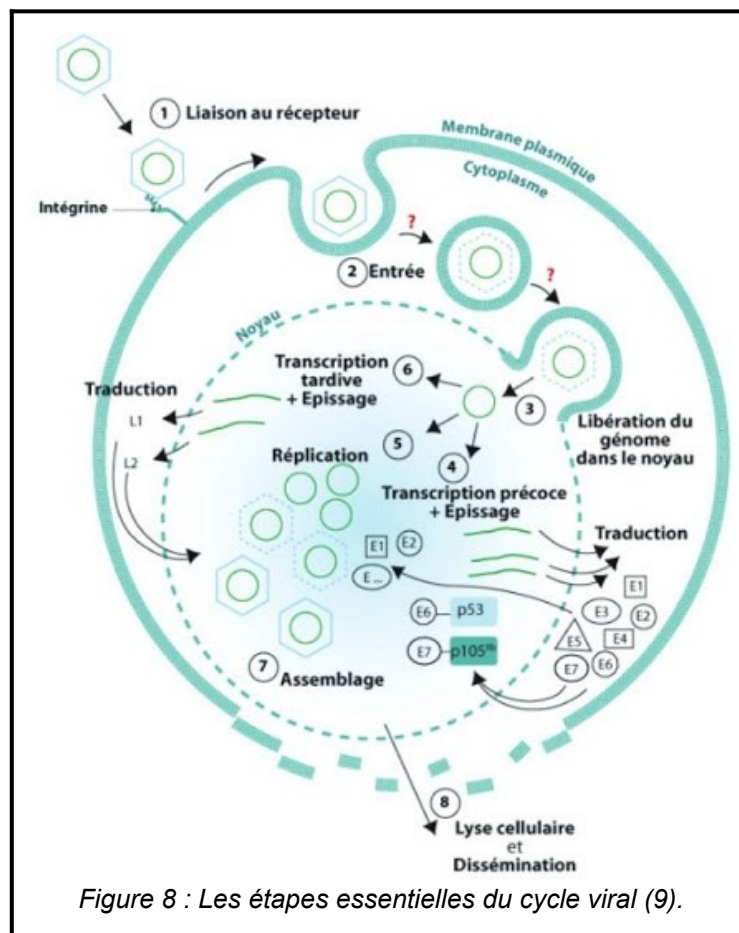 1 Liaison au récepteur
Intégrine
Membrane plasmique
Cytoplasme
?
2 Entrée
?
Noyau
3
Libération du
génome
dans le noyau
6
Transcription
tardive
+ Epissage
Traduction
L1
L2
5
Réplication
4
Transcription précoce
+ Epissage
Traduction
E1
E2
E ...
E1
E3
E2
E5
E4
E7
E6
E6
p53
E7
p105Rb
7 Assemblage
8
Lyse cellulaire
et
Dissémination
Figure 8 : Les étapes essentielles du cycle viral (9).